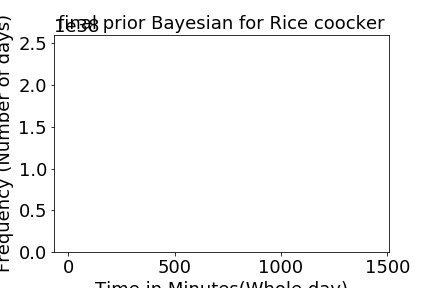 final prior Bayesian for Rice coocker
1e38
Frequency (Number of days)
2.5
2.0
1.5
1.0
0.5
0.0
0 500 1000 1500
Time in Minutes(Whole day)